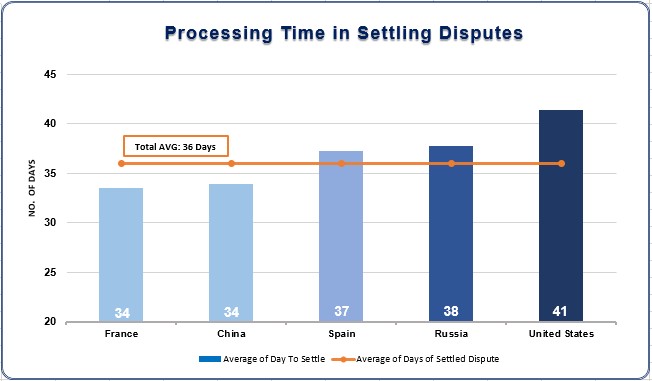 Processing Time in Settling Disputes
NO. OF DAYS
45
40
35
30
25
20
Total AVG: 36 Days
34
34
37
38
41
France
China
Spain
Russia
United States
Average of Day To Settle
Average of Days of Settled Dispute